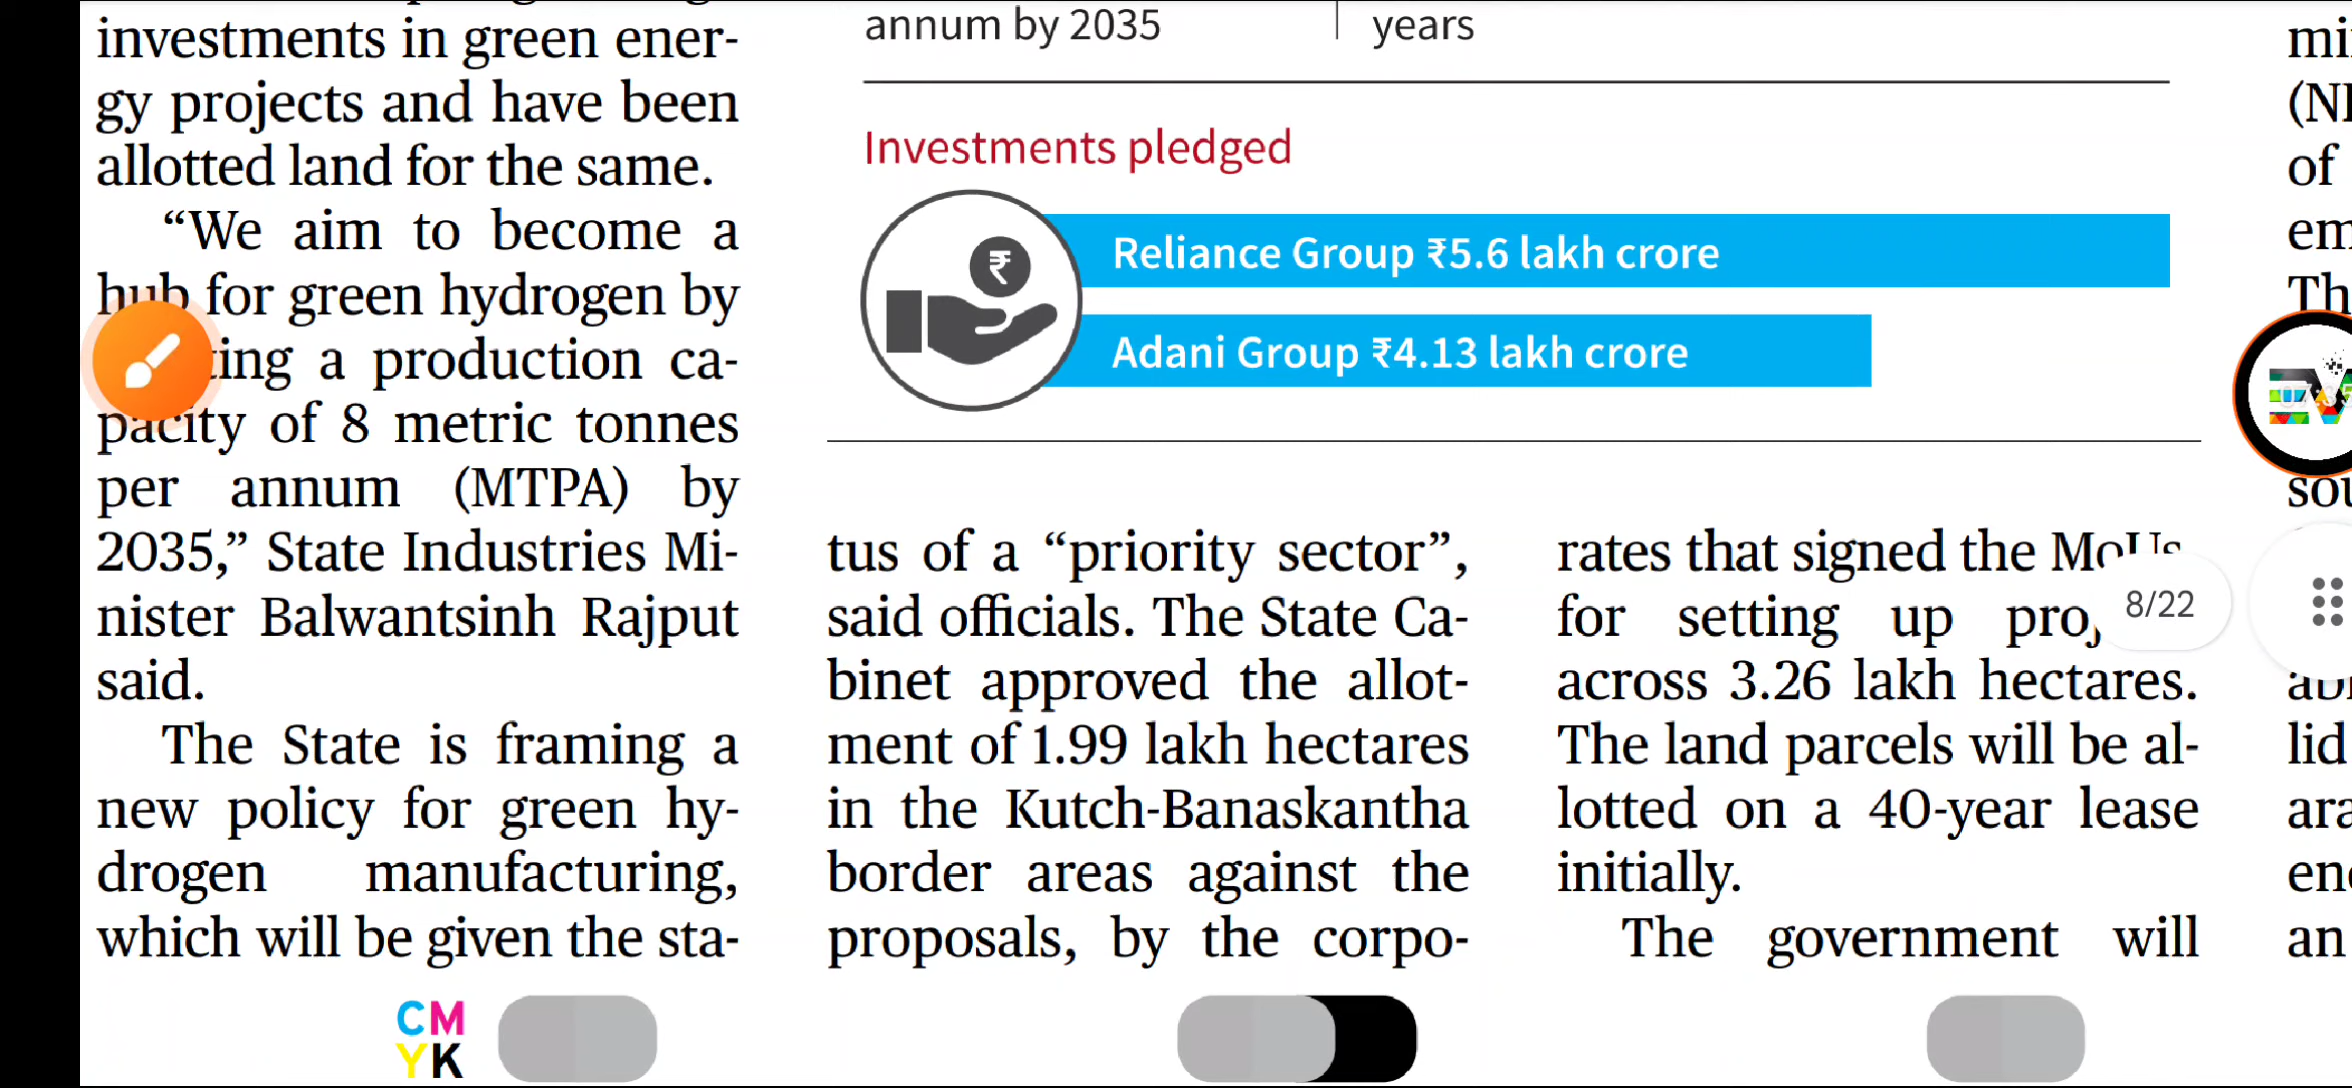 investments in green ener-
gy projects and have been
allotted land for the same.
“We aim to become a
hub for green hydrogen by
a production ca-
pacity of 8 metric tonnes
per annum (MTPA) by
2035,” State Industries Mi-
nister Balwantsinh Rajput
said.
The State is framing a
new policy for green hy-
drogen manufacturing,
which will be given the sta-
annum by 2035
years
Investments pledged
₹
Reliance Group ₹5.6 lakh crore
Adani Group ₹4.13 lakh crore
tus of a “priority sector”,
said officials. The State Ca-
binet approved the allot-
ment of 1.99 lakh hectares
in the Kutch-Banaskantha
border areas against the
proposals, by the corpo-
rates that signed the MoUs
for setting up
across 3.26 lakh hectares.
The land parcels will be al-
lotted on a 40-year lease
initially.
The government will
of
an
8/22
CM
YK